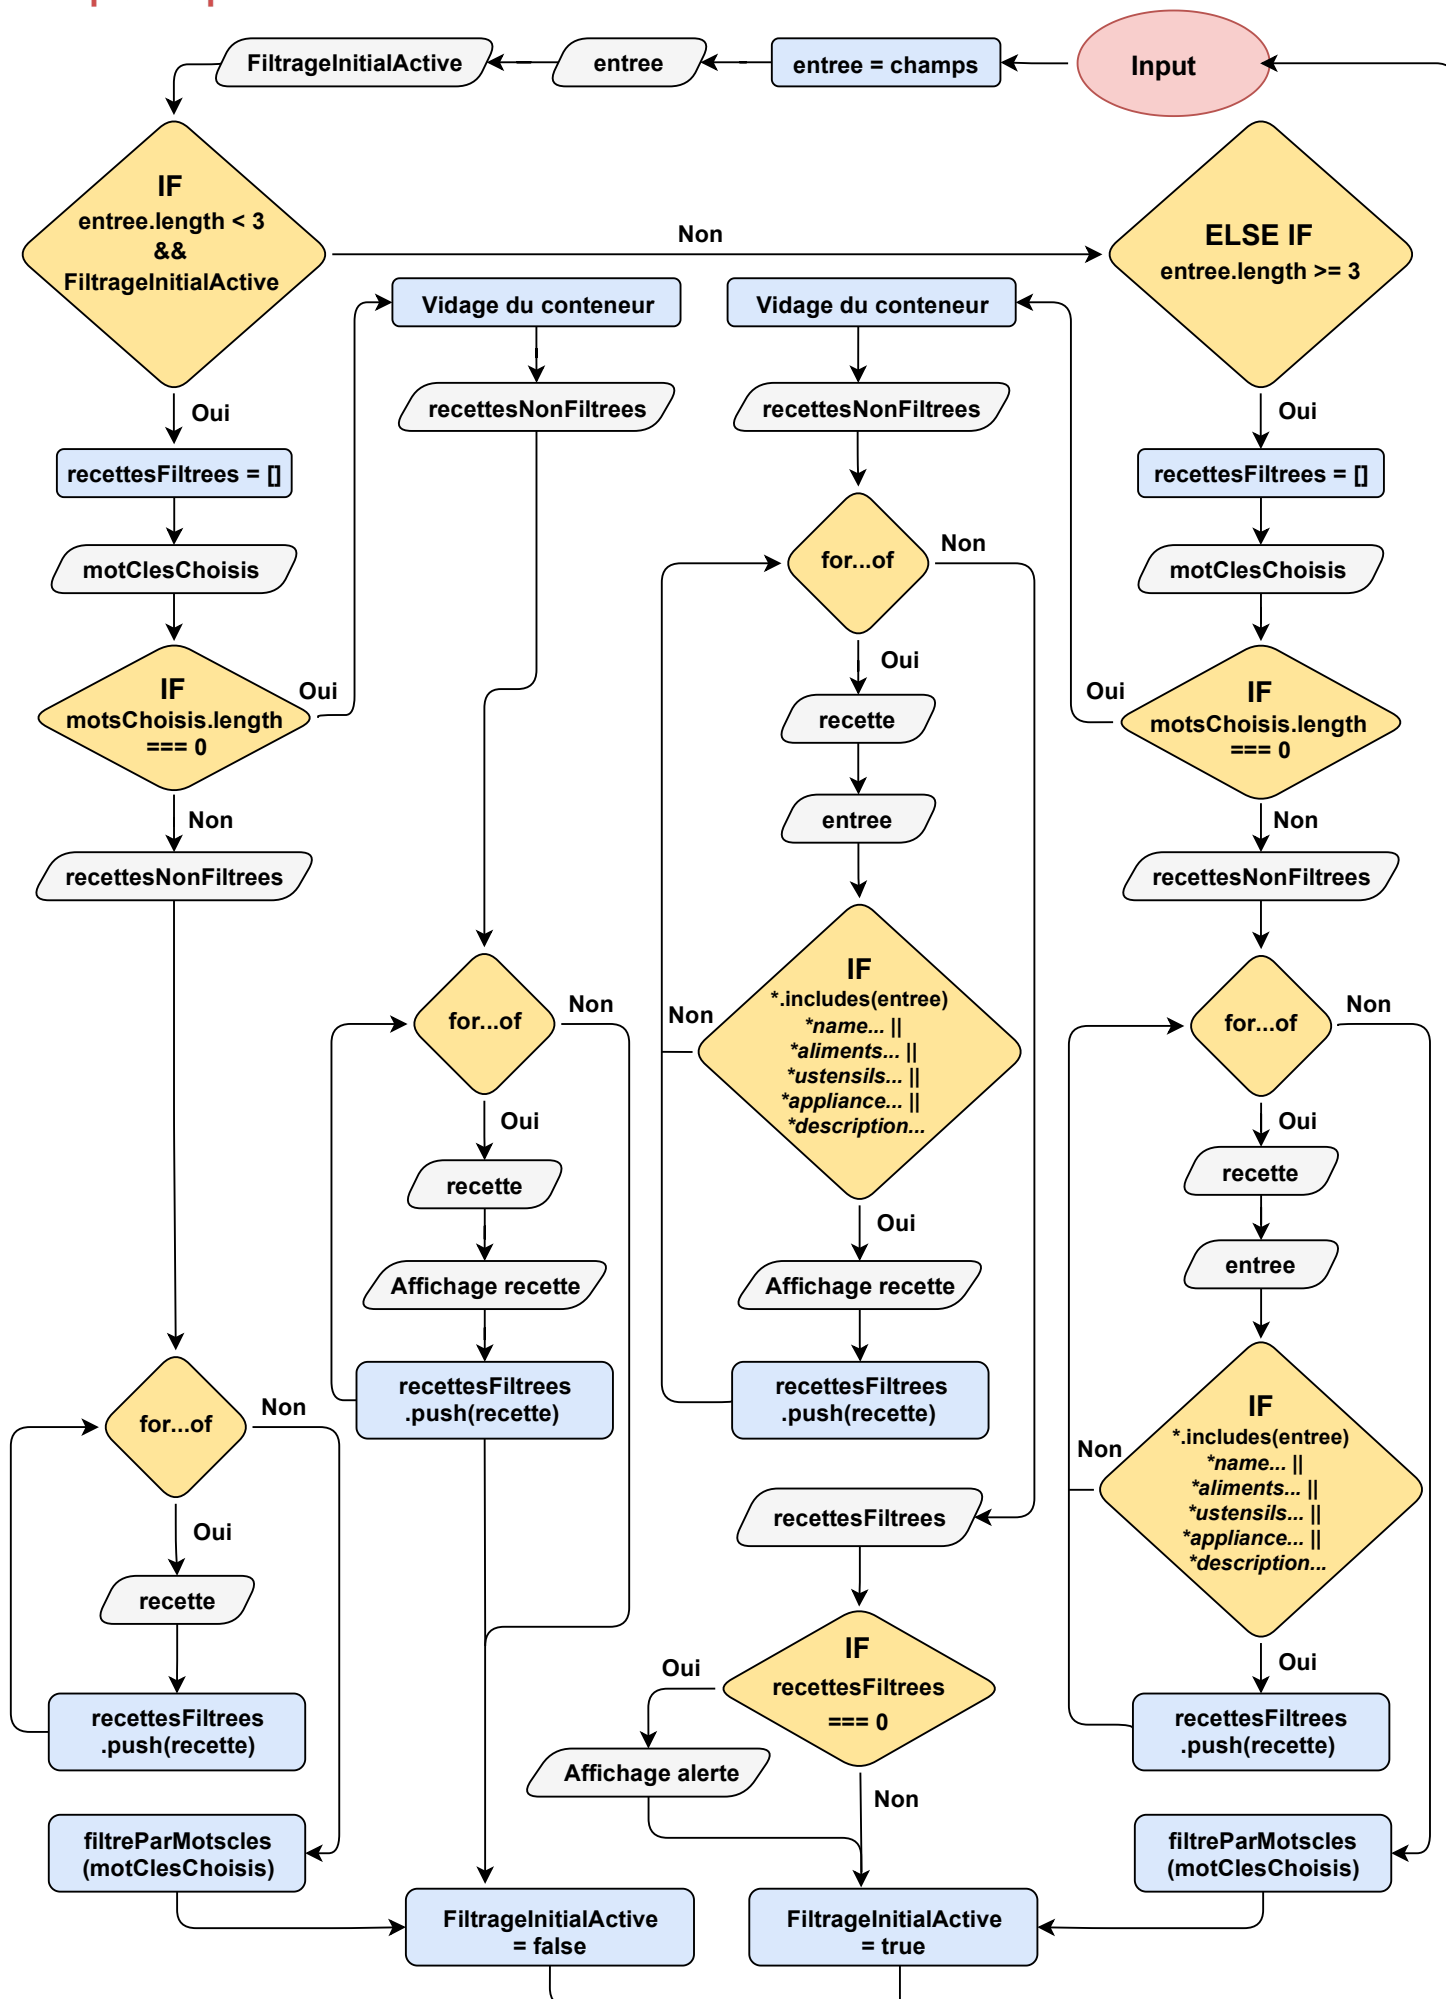 FiltrageInitialActive
entree
entree = champs
Input
IF
entree.length < 3
&&
FiltrageInitialActive
Non
ELSE IF
entree.length >= 3
Vidage du conteneur
Vidage du conteneur
recettesNonFiltrees
recettesNonFiltrees
Oui
Oui
recettesFiltrees = []
recettesFiltrees = []
motClesChoisis
motClesChoisis
for...of
Non
Oui
IF
motsChoisis.length
=== 0
Oui
recette
Oui
IF
motsChoisis.length
=== 0
Non
entree
Non
recettesNonFiltrees
recettesNonFiltrees
for...of
Non
IF
*.includes(entree)
*name... ||
*aliments... ||
*ustensils... ||
*appliance... ||
*description...
Non
for...of
Non
Oui
recette
Affichage recette
recettesFiltrees
.push(recette)
Oui
Affichage recette
recettesFiltrees
.push(recette)
Oui
recette
entree
IF
*.includes(entree)
*name... ||
*aliments... ||
*ustensils... ||
*appliance... ||
*description...
Non
for...of
Non
Oui
recette
recettesFiltrees
.push(recette)
recettesFiltrees
IF
recettesFiltrees
=== 0
Oui
Affichage alerte
Non
Oui
recettesFiltrees
.push(recette)
filtreParMotscles
(motClesChoisis)
filtreParMotscles
(motClesChoisis)
FiltrageInitialActive
= false
FiltrageInitialActive
= true